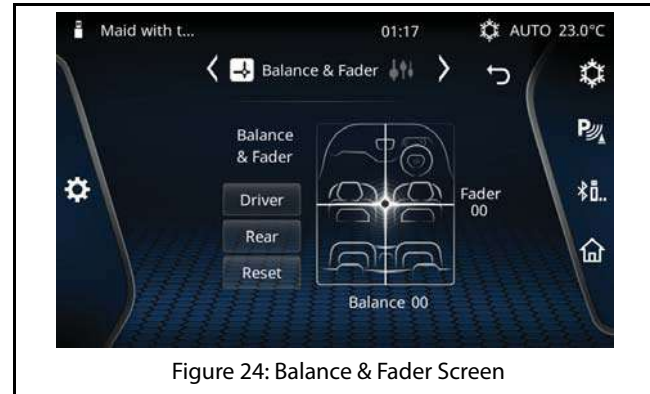 Maid with t... 01:17 AUTO 23.0°C
Balance & Fader
Balance
& Fader
Driver
Fader
00
Rear
Reset
Balance 00
Figure 24: Balance & Fader Screen